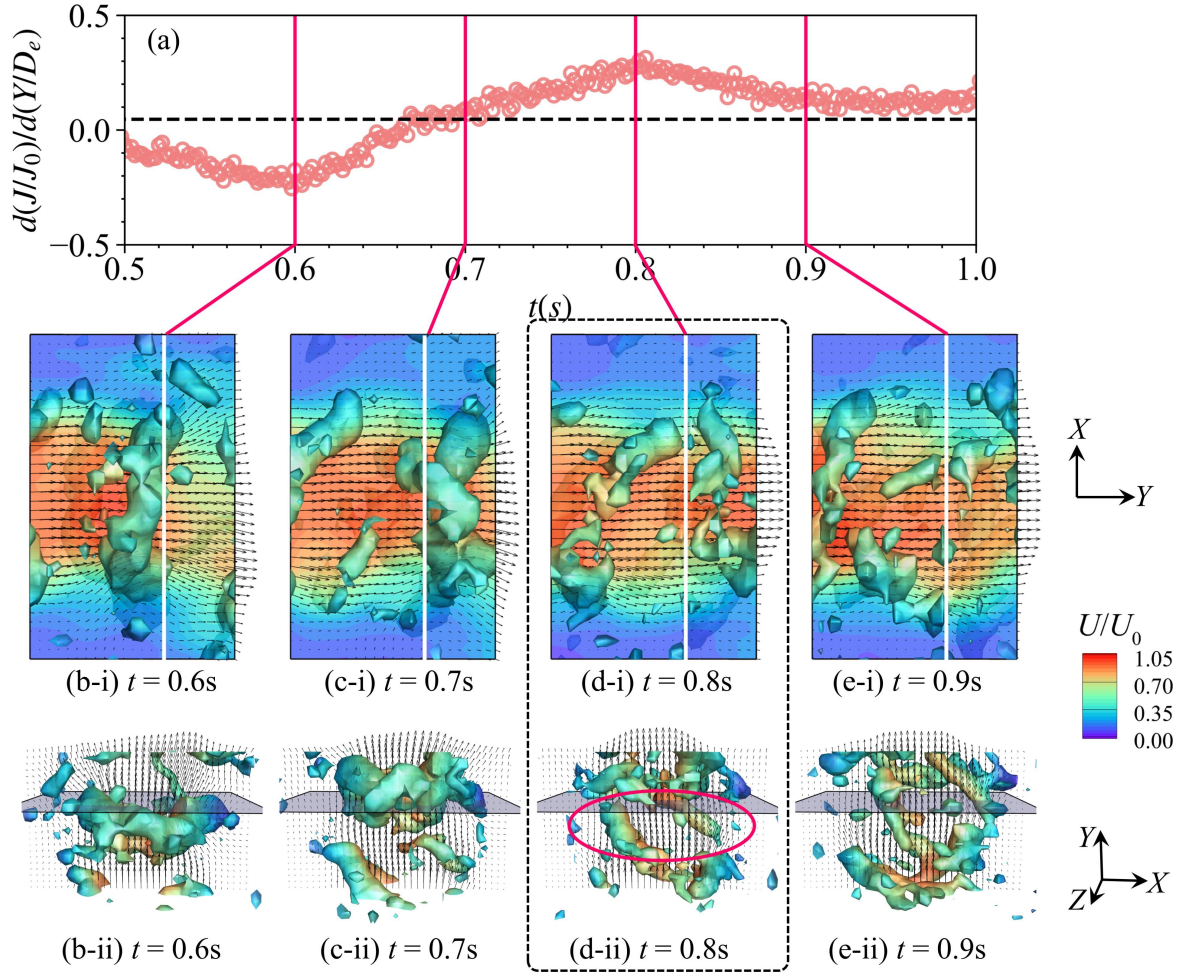 0.5
(a)
0.0
−0.5
d(J/J0)/d(Y/De)
0.5 0.6 0.7 0.8 0.9 1.0
t(s)
X
Y
(b-i) t = 0.6s (c-i) t = 0.7s (d-i) t = 0.8s (e-i) t = 0.9s
U/U0
1.05
0.70
0.35
0.00
Y
X
Z
(b-ii) t = 0.6s (c-ii) t = 0.7s (d-ii) t = 0.8s (e-ii) t = 0.9s